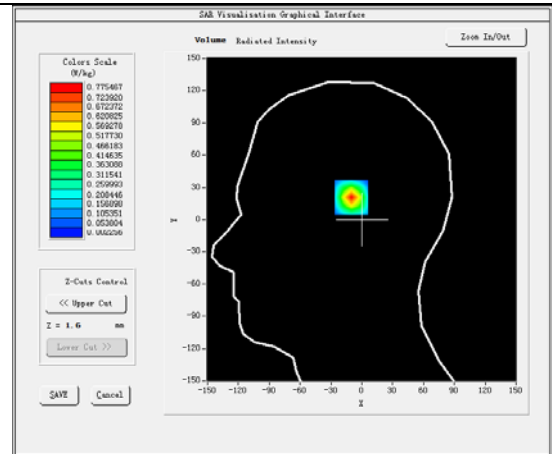 SAR Visualisation Graphical Interface
Volume Radiated Intensity
Zoom In/Out
Colors Scale
(W/kg)
0.775467
0.723920
0.672372
0.620825
0.569278
0.517730
0.466183
0.414635
0.363088
0.311541
0.259993
0.208446
0.156898
0.105351
0.053804
0.002256
Z-Cuts Control
<< Upper Cut
Z = 1.6 mm
Lower Cut >>
SAVE
Cancel
150
120
90
60
30
0
-30
-60
-90
-120
-150
Y
-150 -120 -90 -60 -30 0 30 60 90 120 150
X